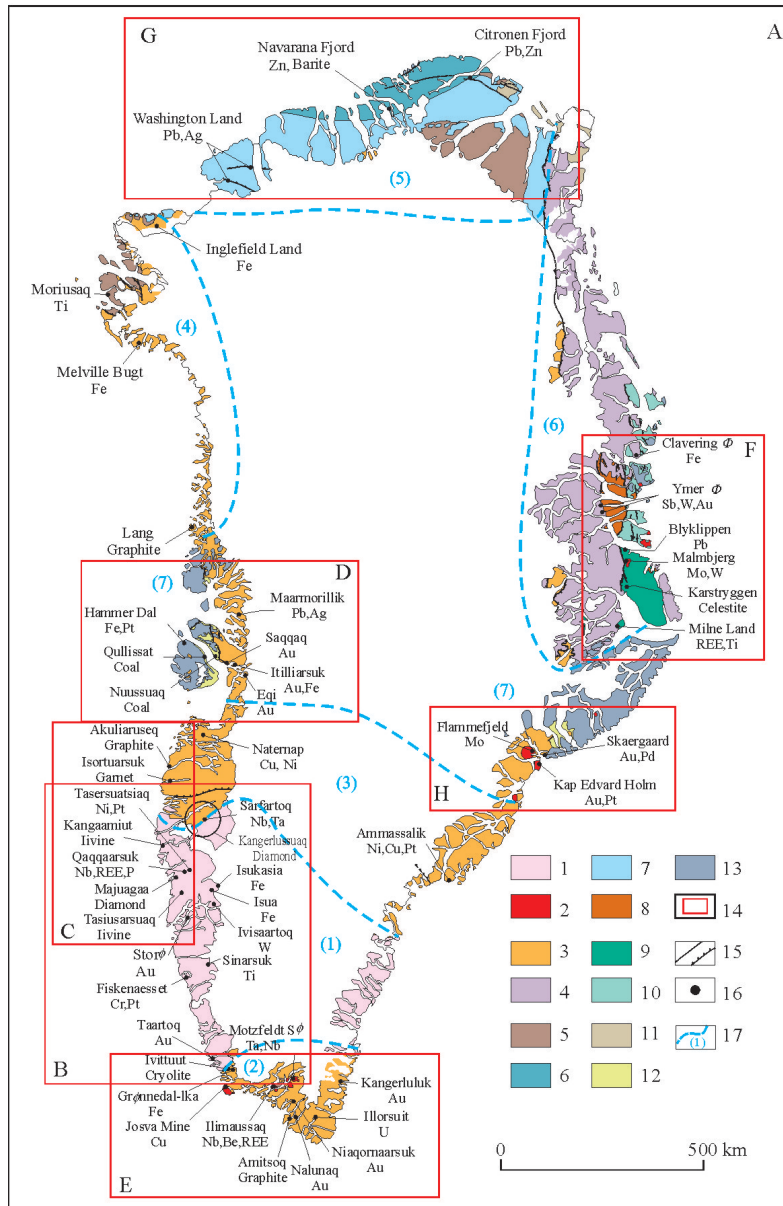 A
G
Citronen Fjord
Pb,Zn
Navarana Fjord
Zn, Barite
Washington Land
Pb,Ag
(5)
Inglefield Land
Fe
Moriusaq
Ti
(4)
Melville Bugt
Fe
(6)
Clavering Φ
Fe
F
Ymer Φ
Sb,W,Au
Blyklippen
Pb
Malmbjerg
Mo,W
Karstryggen
Celestite
Milne Land
REE,Ti
Lang
Graphite
(7)
D
Maarmorillik
Pb,Ag
Hammer Dal
Fe,Pt
Saqqaq
Au
Qullissat
Coal
Itilliarsuk
Au,Fe
Nuussuaq
Coal
Eqi
Au
(7)
Flammefjeld
Mo
Skaergaard
Au,Pd
Kap Edvard Holm
Au,Pt
H
Akuliaruseq
Graphite
Naternap
Cu, Ni
Isortuarsuk
Garnet
(3)
Tasersuatsiaq
Ni,Pt
Sarfartoq
Nb,Ta
Kangaamiut
Iivine
Kangerlussuaq
Diamond
Ammassalik
Ni,Cu,Pt
Qaqqaarsuk
Nb,REE,P
Isukasia
Fe
Majuagaa
Diamond
Isua
Fe
Tasiusarsuaq
Iivine
C
Ivisaartoq
W
(1)
Storφ
Au
Sinarsuk
Ti
Fiskenaesset
Cr,Pt
Taartoq
Au
Motzfeldt Sφ
Ta,Nb
Ivittuut
Cryolite
B
(2)
Grφnnedal-lka
Fe
Josva Mine
Cu
Ilimaussaq
Nb,Be,REE
Kangerluluk
Au
Illorsuit
U
Amitsoq
Graphite
Niaqornaarsuk
Au
Nalunaq
Au
E
1 7 13
2 8 14
3 9 15
4 10 16
5 11 (1) 17
6 12
0 500 km